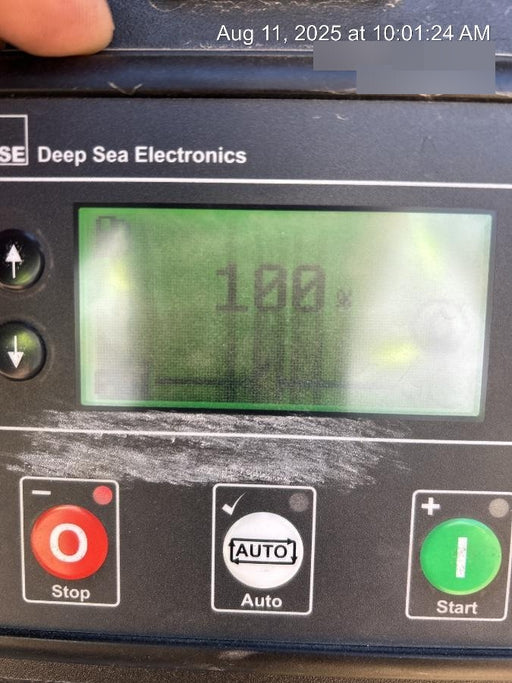 Aug 11, 2025 at 10:01:24 AM
SE Deep Sea Electronics
100 %
−
O
Stop
AUTO
Auto
+
I
Start